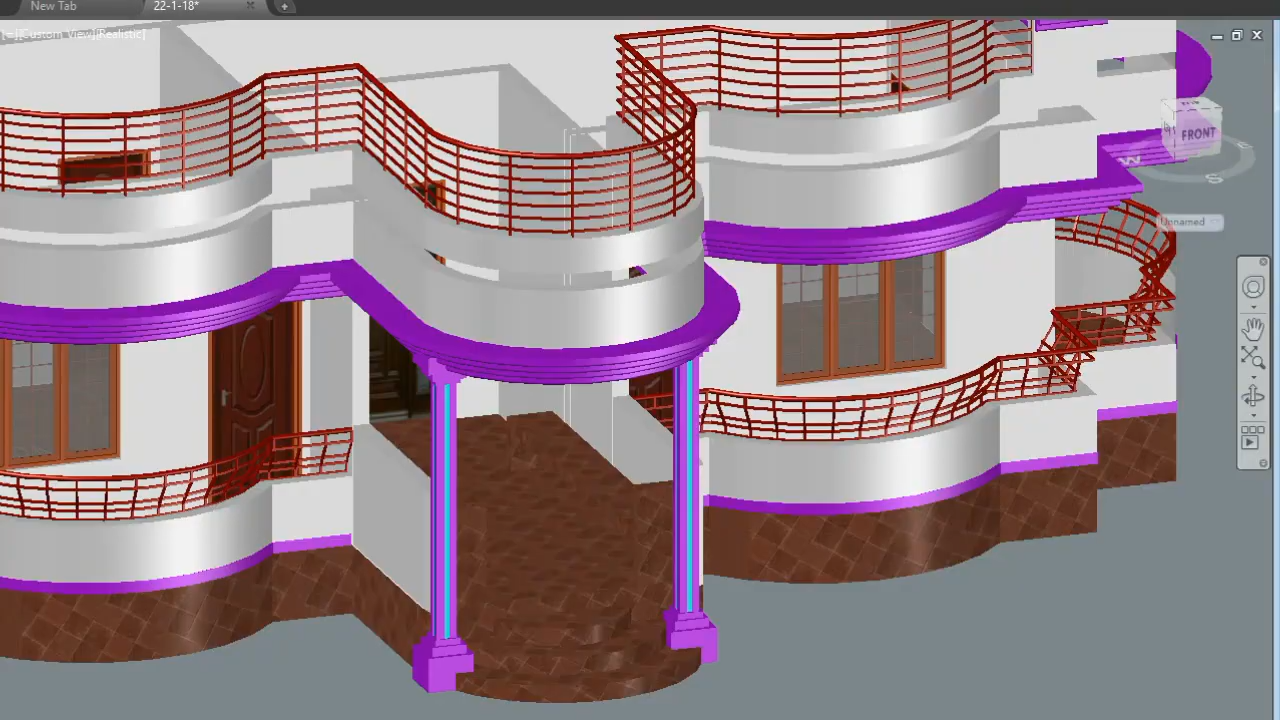 New Tab
22-1-18*
[−][Custom View][Realistic]
FRONT
W
S
Unnamed